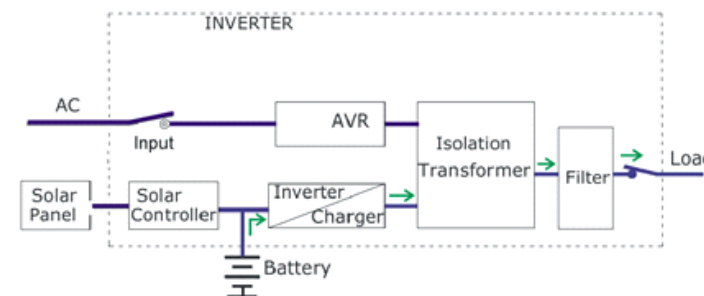 INVERTER
AC
Input
AVR
Isolation
Transformer
Filter
Load
Solar
Panel
Solar
Controller
Inverter
Charger
Battery